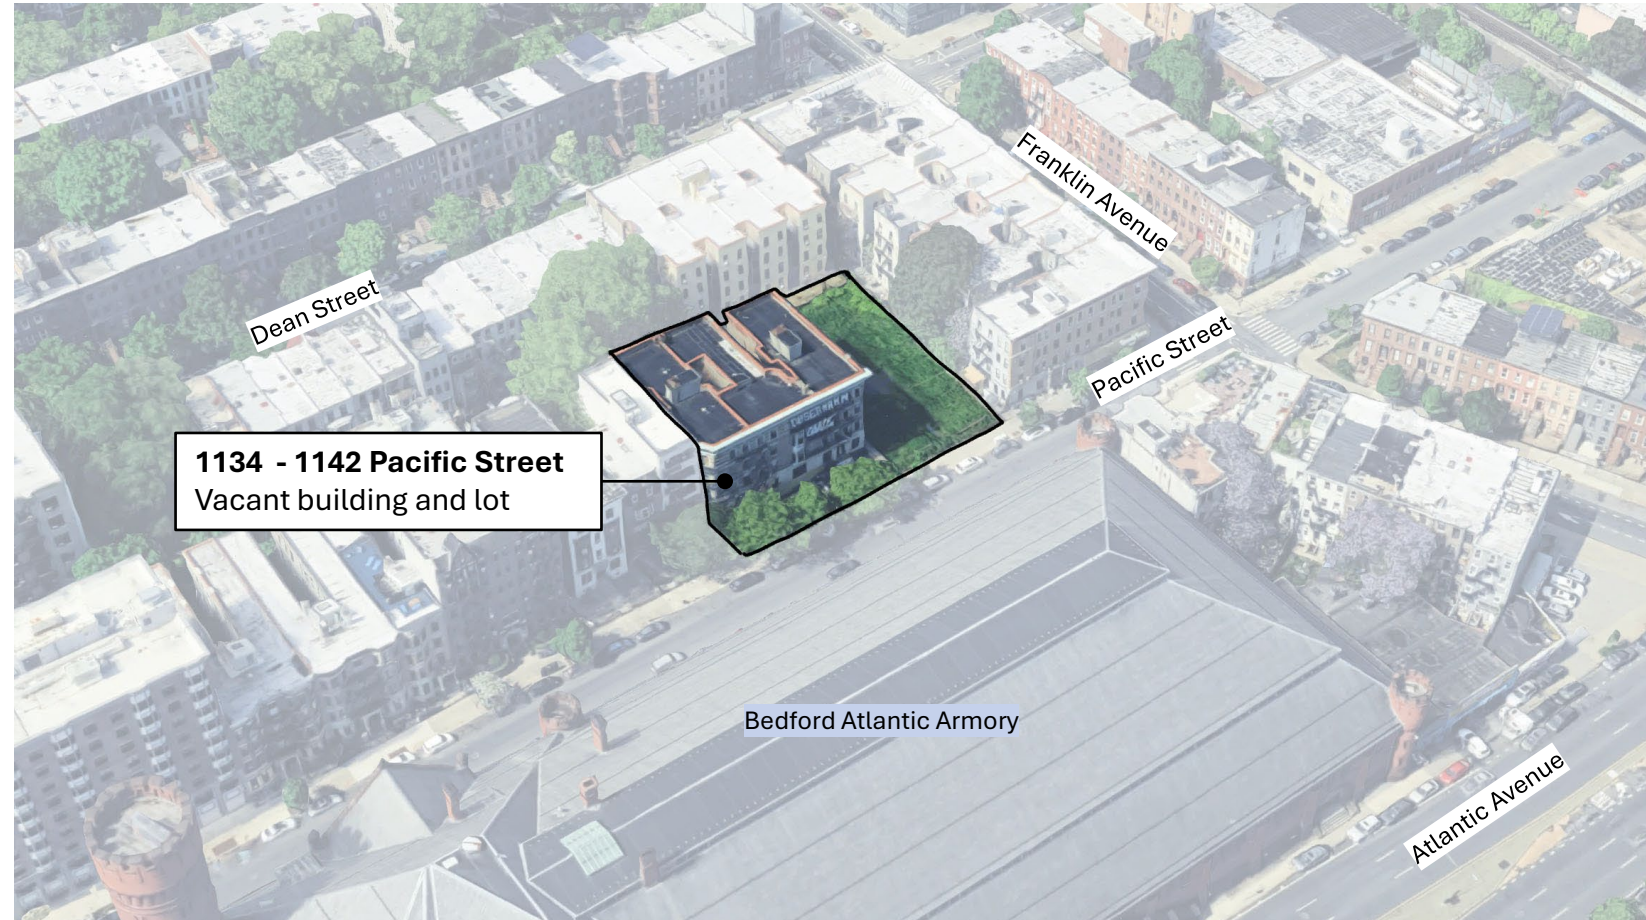 Franklin Avenue
Dean Street
Pacific Street
1134 - 1142 Pacific Street
Vacant building and lot
Bedford Atlantic Armory
Atlantic Avenue